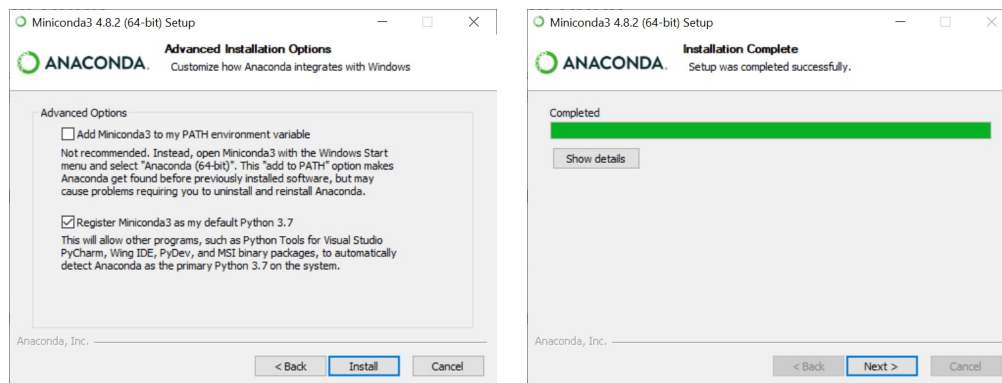 Miniconda3 4.8.2 (64-bit) Setup
ANACONDA.
Advanced Installation Options
Customize how Anaconda integrates with Windows
Advanced Options
Add Miniconda3 to my PATH environment variable
Not recommended. Instead, open Miniconda3 with the Windows Start
menu and select "Anaconda (64-bit)". This "add to PATH" option makes
Anaconda get found before previously installed software, but may
cause problems requiring you to uninstall and reinstall Anaconda.
Register Miniconda3 as my default Python 3.7
This will allow other programs, such as Python Tools for Visual Studio
PyCharm, Wing IDE, PyDev, and MSI binary packages, to automatically
detect Anaconda as the primary Python 3.7 on the system.
Anaconda, Inc.
< Back Install Cancel
Miniconda3 4.8.2 (64-bit) Setup
ANACONDA.
Installation Complete
Setup was completed successfully.
Completed
Show details
Anaconda, Inc.
< Back Next > Cancel